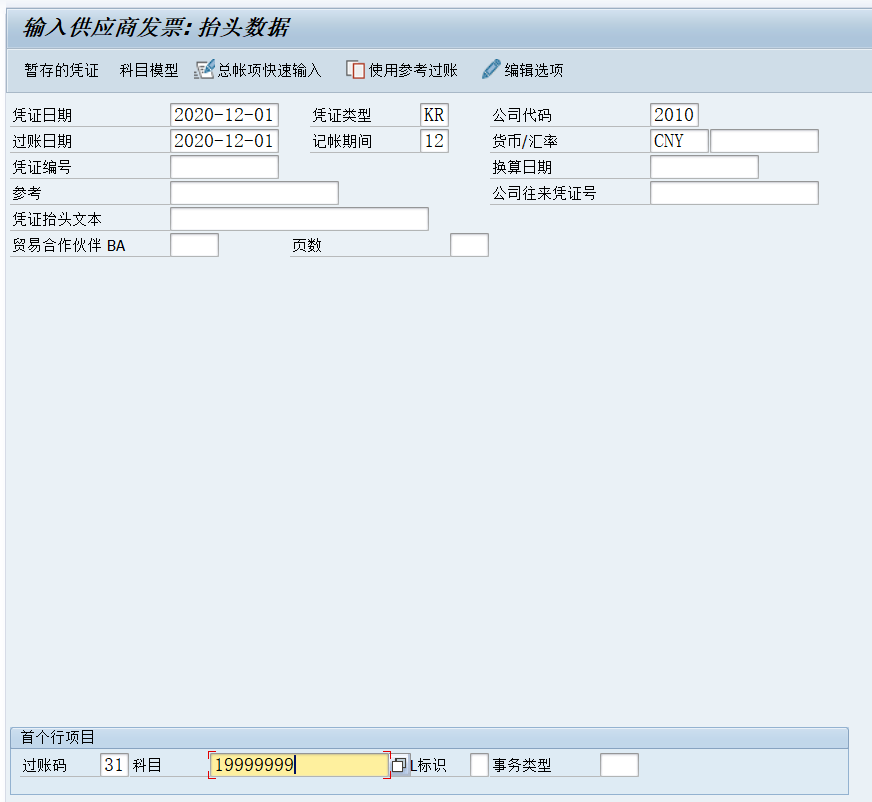 输入供应商发票: 抬头数据
暂存的凭证 科目模型 总帐项快速输入 使用参考过账 编辑选项
凭证日期 2020-12-01 凭证类型 KR 公司代码 2010
过账日期 2020-12-01 记帐期间 12 货币/汇率 CNY
凭证编号 换算日期
参考 公司往来凭证号
凭证抬头文本
贸易合作伙伴 BA 页数
首个行项目
过账码 31 科目 19999999 L标识 事务类型